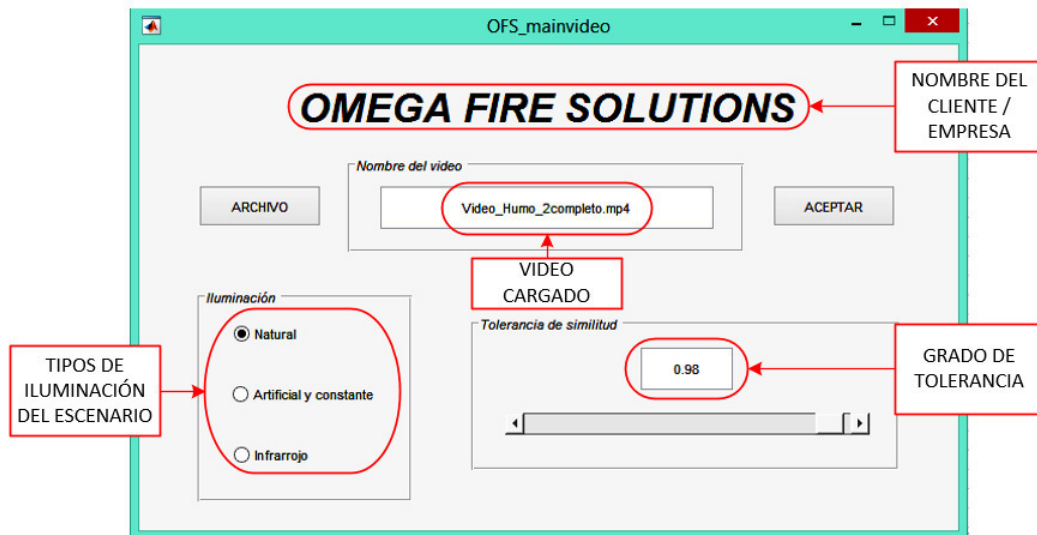 OFS_mainvideo
OMEGA FIRE SOLUTIONS
NOMBRE DEL
CLIENTE /
EMPRESA
Nombre del video
ARCHIVO
Video_Humo_2completo.mp4
ACEPTAR
VIDEO
CARGADO
Iluminación
Natural
Artificial y constante
Infrarrojo
TIPOS DE
ILUMINACIÓN
DEL ESCENARIO
Tolerancia de similitud
0.98
GRADO DE
TOLERANCIA